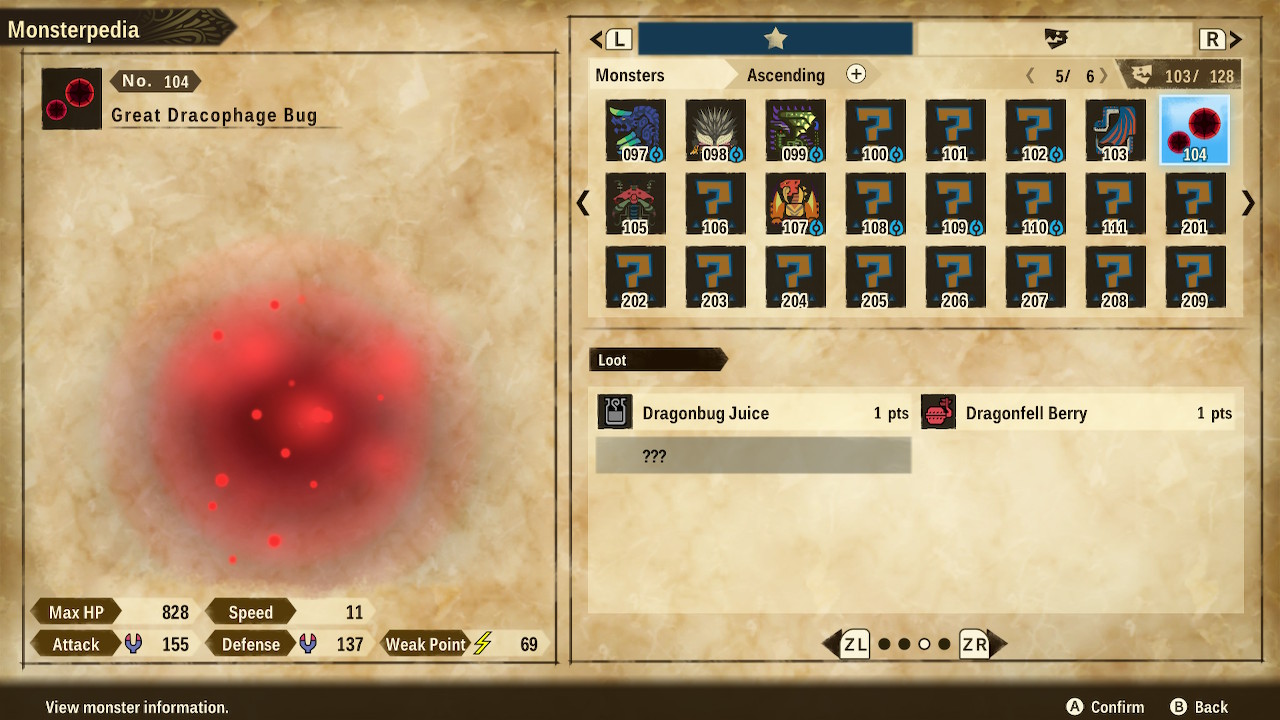 Monsterpedia
No. 104
Great Dracophage Bug
Max HP 828 Speed 11
Attack 155 Defense 137 Weak Point 69
L R
Monsters Ascending + 5/ 6 103/ 128
097 098 099 100 101 102 103 104
105 106 107 108 109 110 111 201
202 203 204 205 206 207 208 209
Loot
Dragonbug Juice 1 pts Dragonfell Berry 1 pts
???
ZL ZR
View monster information. A Confirm B Back